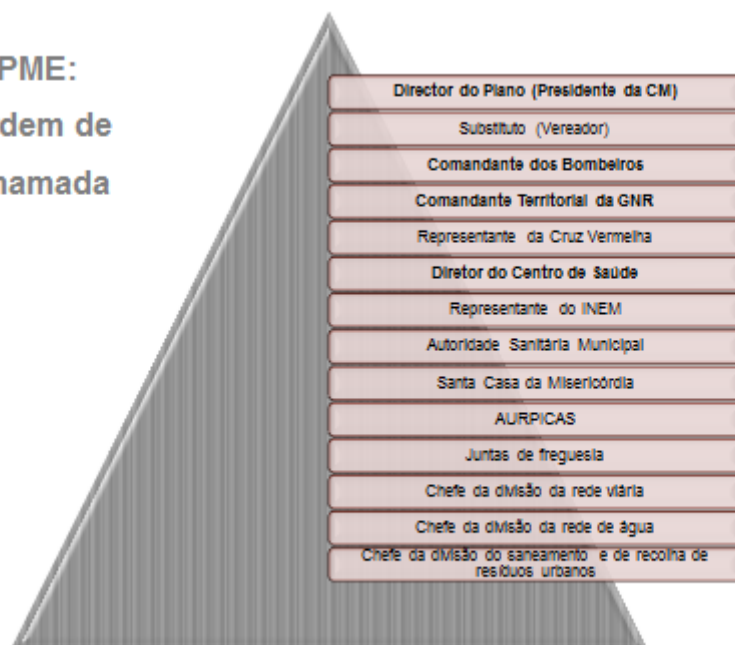 PME:
dem de
hamada
Director do Plano (Presidente da CM)
Substituto (Vereador)
Comandante dos Bombeiros
Comandante Territorial da GNR
Representante da Cruz Vermelha
Diretor do Centro de Saúde
Representante do INEM
Autoridade Sanitária Municipal
Santa Casa da Misericórdia
AURPICAS
Juntas de freguesia
Chefe da divisão da rede viária
Chefe da divisão da rede de água
Chefe da divisão do saneamento e de recolha de
resíduos urbanos